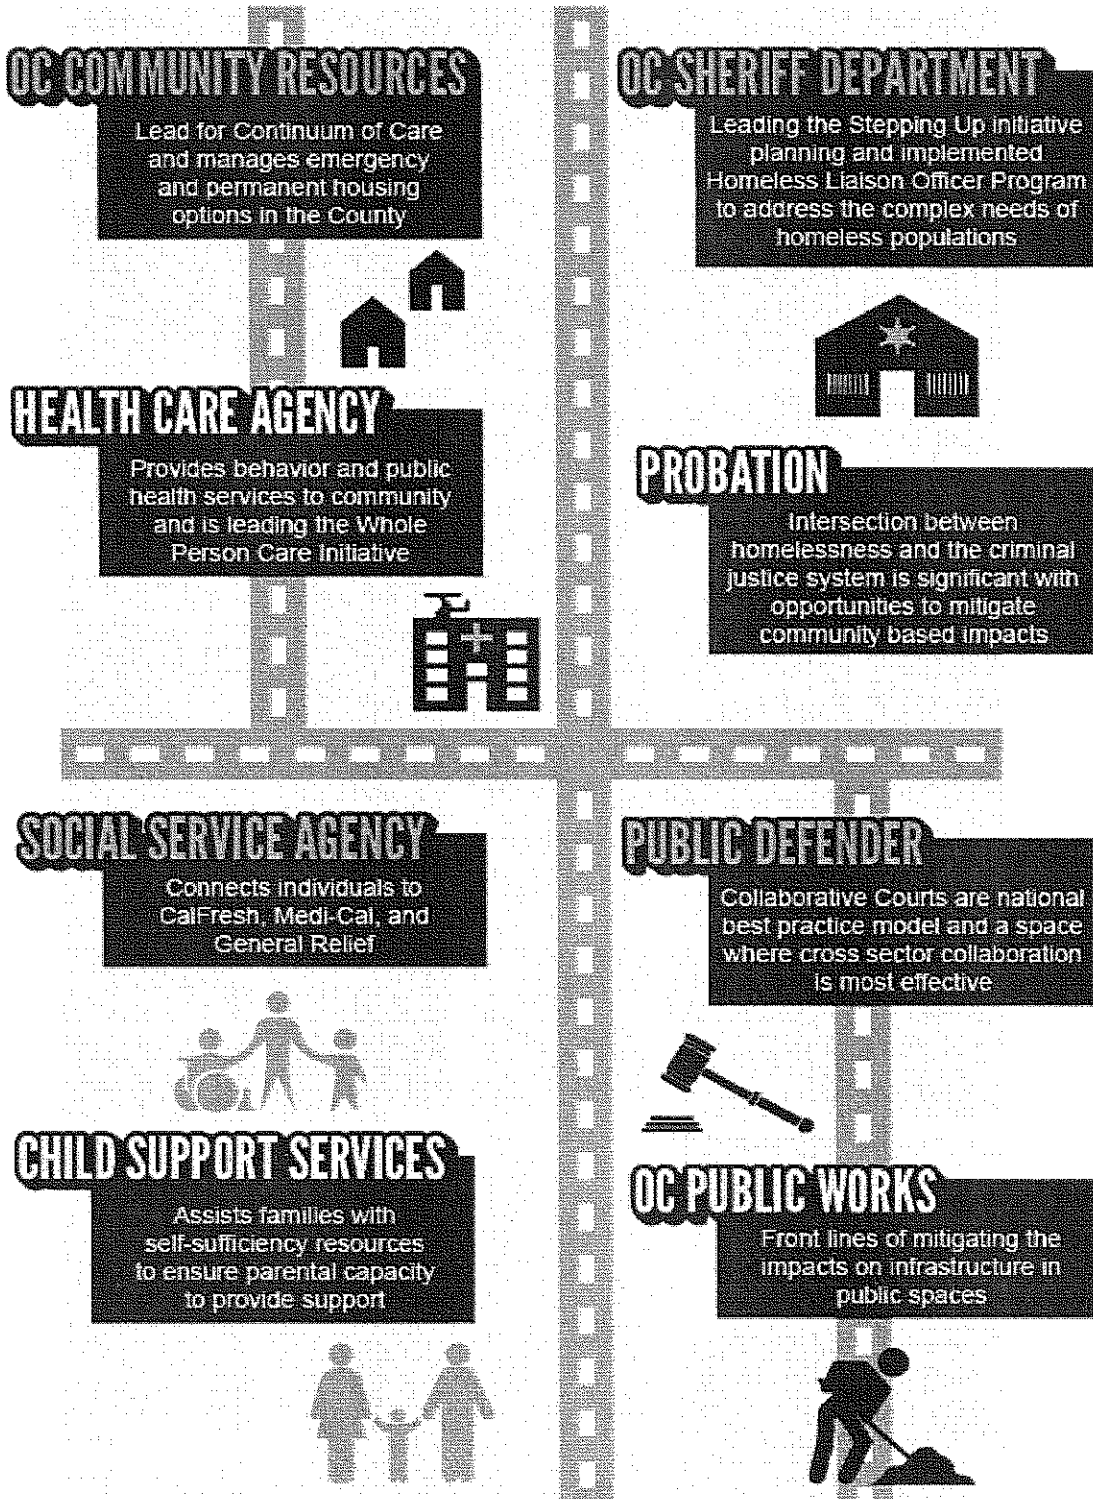 OC COMMUNITY RESOURCES
Lead for Continuum of Care
and manages emergency
and permanent housing
options in the County
HEALTH CARE AGENCY
Provides behavior and public
health services to community
and is leading the Whole
Person Care Initiative
SOCIAL SERVICE AGENCY
Connects individuals to
CalFresh, Medi-Cal, and
General Relief
CHILD SUPPORT SERVICES
Assists families with
self-sufficiency resources
to ensure parental capacity
to provide support
OC SHERIFF DEPARTMENT
Leading the Stepping Up initiative
planning and implemented
Homeless Liaison Officer Program
to address the complex needs of
homeless populations
PROBATION
Intersection between
homelessness and the criminal
justice system is significant with
opportunities to mitigate
community based impacts
PUBLIC DEFENDER
Collaborative Courts are national
best practice model and a space
where cross sector collaboration
is most effective
OC PUBLIC WORKS
Front lines of mitigating the
impacts on infrastructure in
public spaces